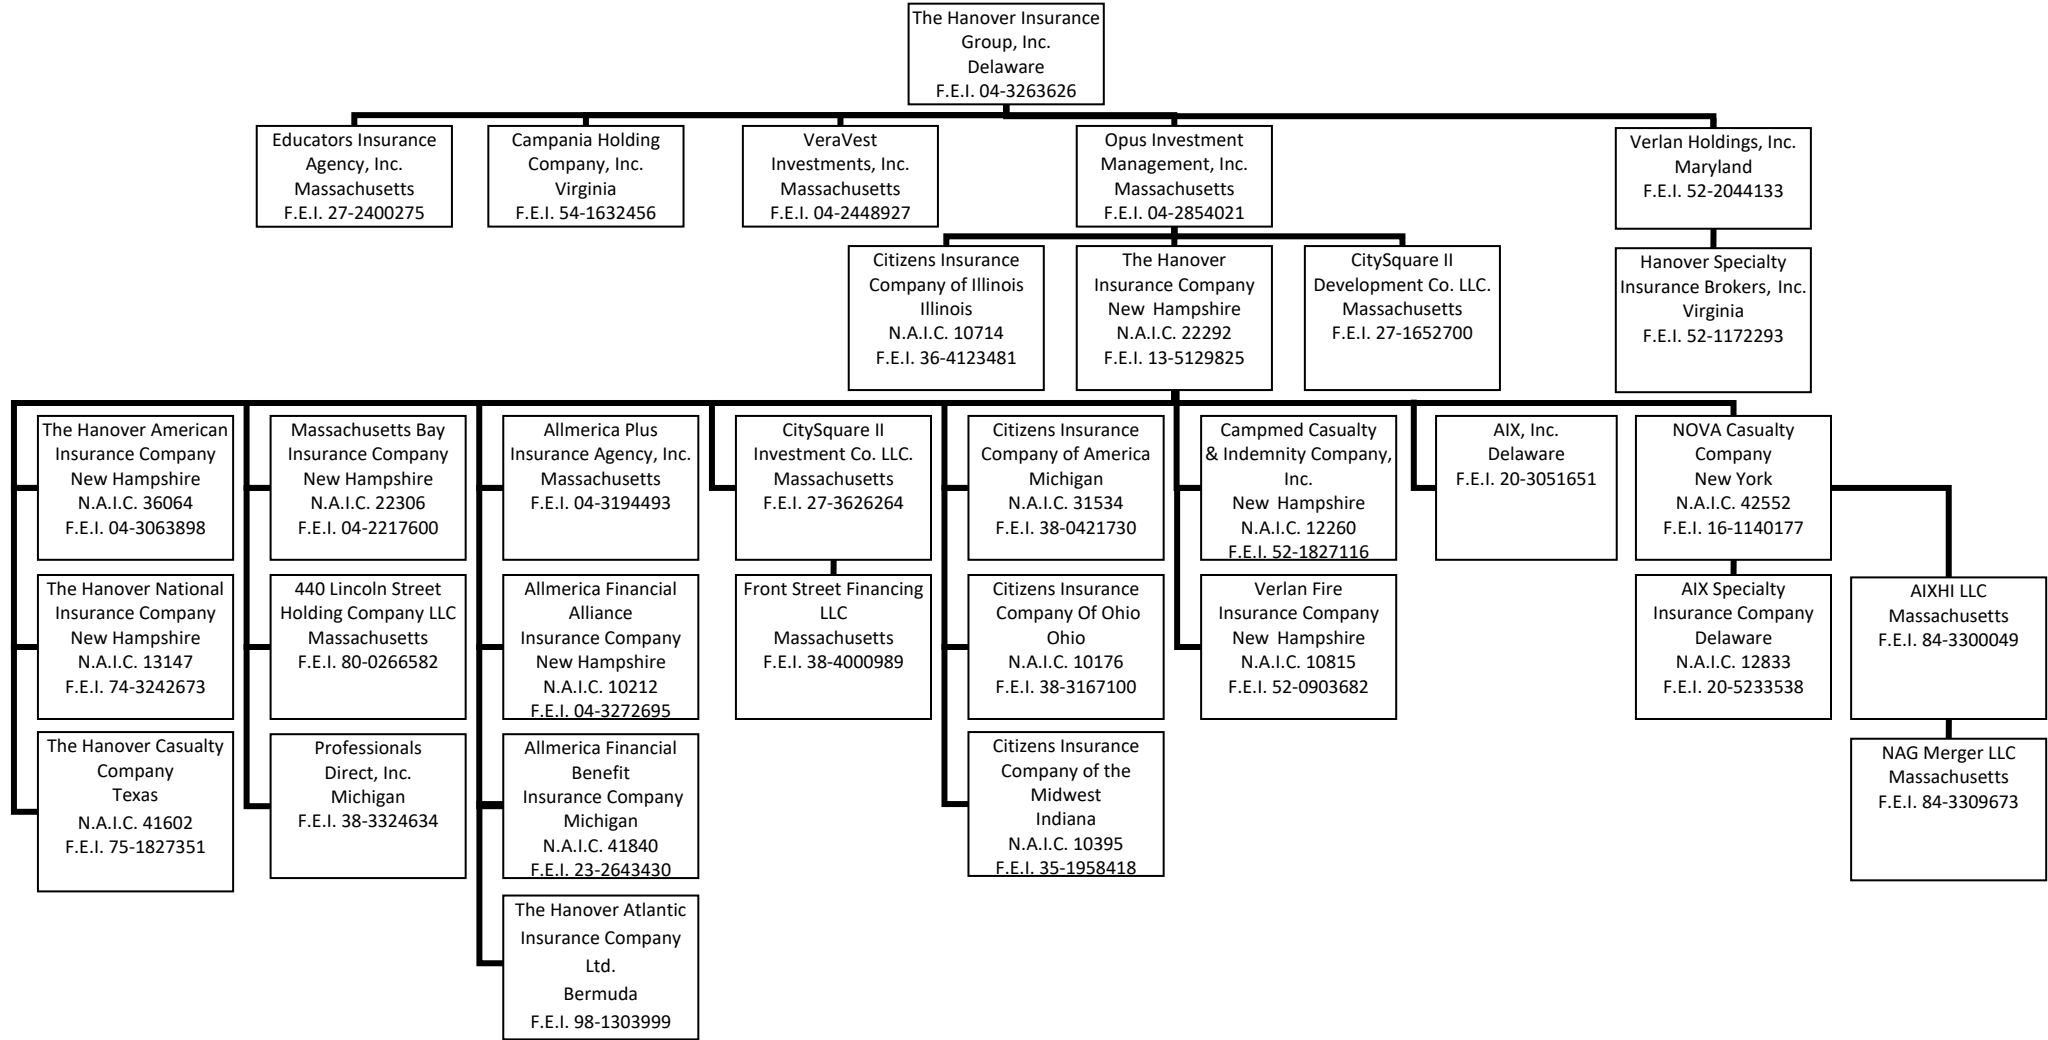 The Hanover Insurance
Group, Inc.
Delaware
F.E.I. 04-3263626
Educators Insurance
Agency, Inc.
Massachusetts
F.E.I. 27-2400275
Campania Holding
Company, Inc.
Virginia
F.E.I. 54-1632456
VeraVest
Investments, Inc.
Massachusetts
F.E.I. 04-2448927
Opus Investment
Management, Inc.
Massachusetts
F.E.I. 04-2854021
Verlan Holdings, Inc.
Maryland
F.E.I. 52-2044133
Citizens Insurance
Company of Illinois
Illinois
N.A.I.C. 10714
F.E.I. 36-4123481
The Hanover
Insurance Company
New Hampshire
N.A.I.C. 22292
F.E.I. 13-5129825
CitySquare II
Development Co. LLC.
Massachusetts
F.E.I. 27-1652700
Hanover Specialty
Insurance Brokers, Inc.
Virginia
F.E.I. 52-1172293
The Hanover American
Insurance Company
New Hampshire
N.A.I.C. 36064
F.E.I. 04-3063898
Massachusetts Bay
Insurance Company
New Hampshire
N.A.I.C. 22306
F.E.I. 04-2217600
Allmerica Plus
Insurance Agency, Inc.
Massachusetts
F.E.I. 04-3194493
CitySquare II
Investment Co. LLC.
Massachusetts
F.E.I. 27-3626264
Citizens Insurance
Company of America
Michigan
N.A.I.C. 31534
F.E.I. 38-0421730
Campmed Casualty
& Indemnity Company,
Inc.
New Hampshire
N.A.I.C. 12260
F.E.I. 52-1827116
AIX, Inc.
Delaware
F.E.I. 20-3051651
NOVA Casualty
Company
New York
N.A.I.C. 42552
F.E.I. 16-1140177
The Hanover National
Insurance Company
New Hampshire
N.A.I.C. 13147
F.E.I. 74-3242673
440 Lincoln Street
Holding Company LLC
Massachusetts
F.E.I. 80-0266582
Allmerica Financial
Alliance
Insurance Company
New Hampshire
N.A.I.C. 10212
F.E.I. 04-3272695
Front Street Financing
LLC
Massachusetts
F.E.I. 38-4000989
Citizens Insurance
Company Of Ohio
Ohio
N.A.I.C. 10176
F.E.I. 38-3167100
Verlan Fire
Insurance Company
New Hampshire
N.A.I.C. 10815
F.E.I. 52-0903682
AIX Specialty
Insurance Company
Delaware
N.A.I.C. 12833
F.E.I. 20-5233538
AIXHI LLC
Massachusetts
F.E.I. 84-3300049
The Hanover Casualty
Company
Texas
N.A.I.C. 41602
F.E.I. 75-1827351
Professionals
Direct, Inc.
Michigan
F.E.I. 38-3324634
Allmerica Financial
Benefit
Insurance Company
Michigan
N.A.I.C. 41840
F.E.I. 23-2643430
Citizens Insurance
Company of the
Midwest
Indiana
N.A.I.C. 10395
F.E.I. 35-1958418
NAG Merger LLC
Massachusetts
F.E.I. 84-3309673
The Hanover Atlantic
Insurance Company
Ltd.
Bermuda
F.E.I. 98-1303999